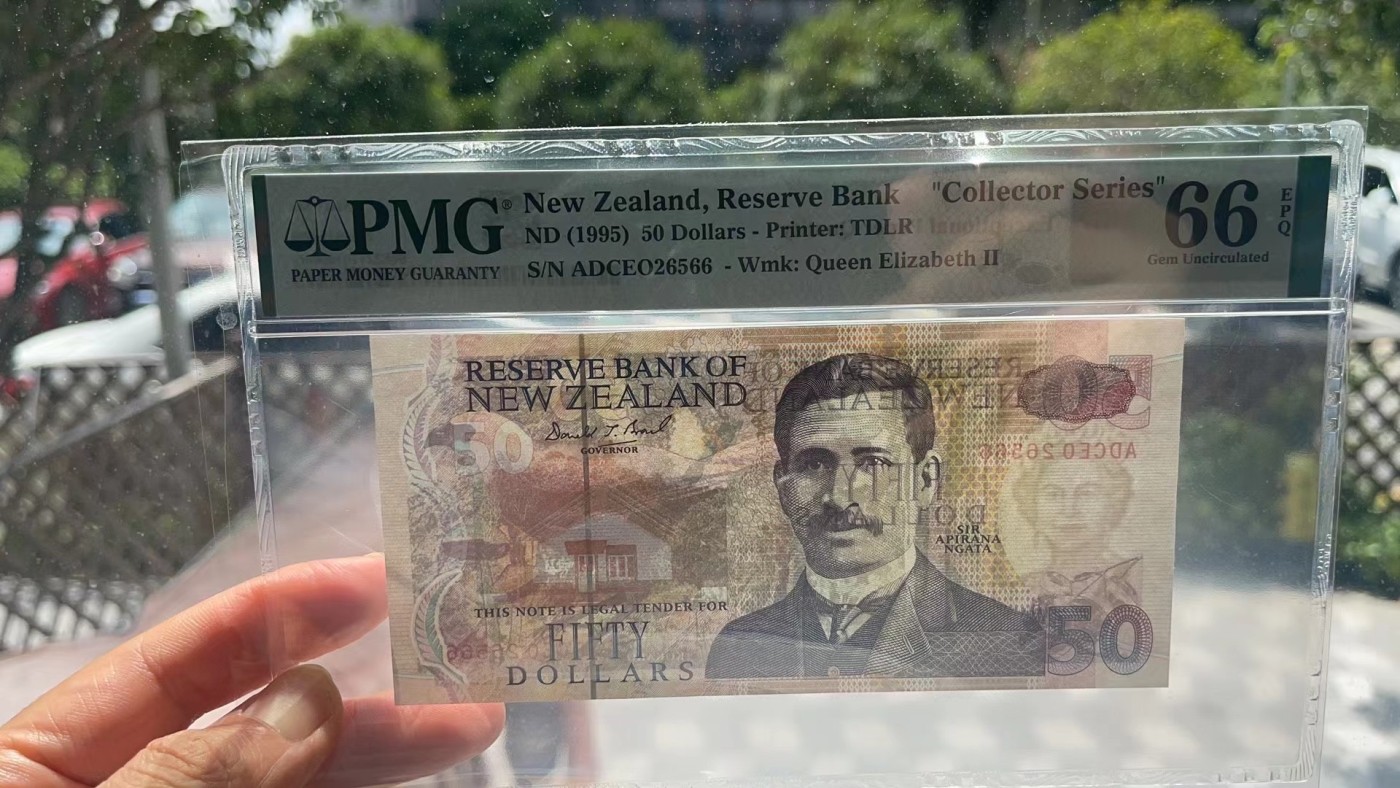 PMG®
PAPER MONEY GUARANTY
New Zealand, Reserve Bank "Collector Series"
ND (1995) 50 Dollars - Printer: TDLR
S/N ADCEO26566 - Wmk: Queen Elizabeth II
66
EPQ
Gem Uncirculated
RESERVE BANK OF
NEW ZEALAND
50
GOVERNOR
SIR
APIRANA
NGATA
THIS NOTE IS LEGAL TENDER FOR
FIFTY
DOLLARS
50
ADCEO 26566